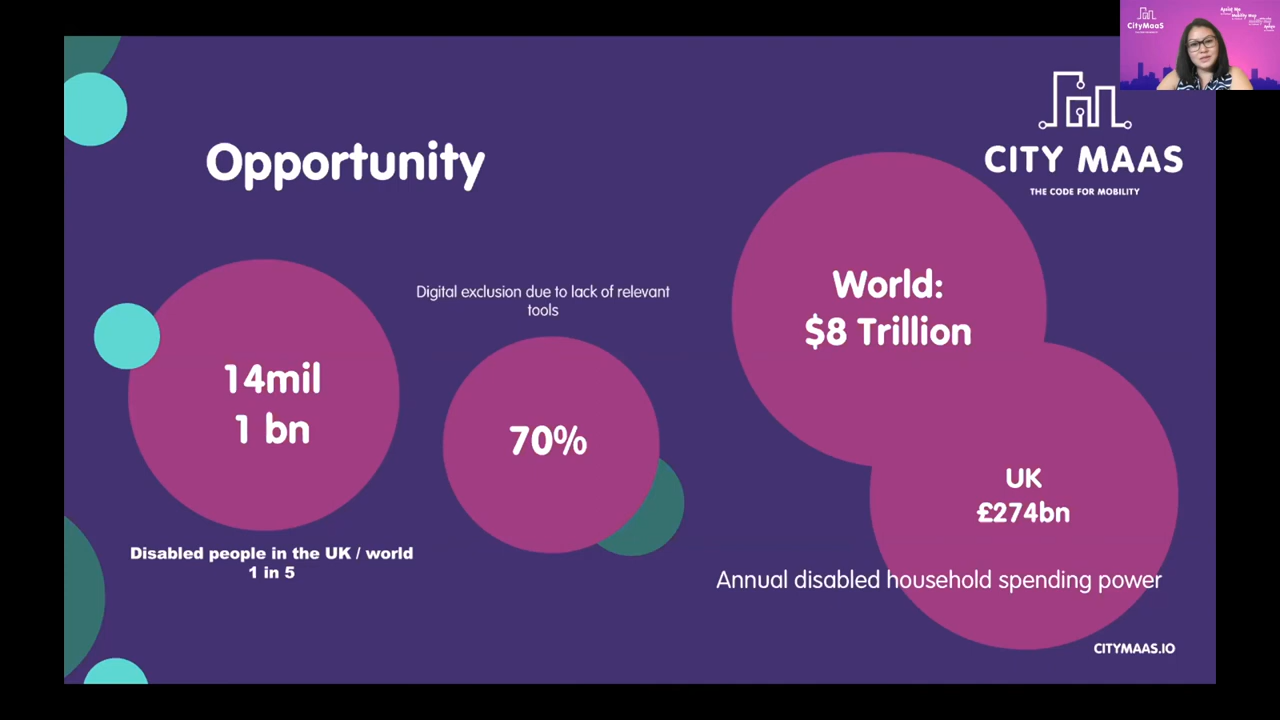 Opportunity
CITY MAAS
THE CODE FOR MOBILITY
CityMaaS
World:
$8 Trillion
Digital exclusion due to lack of relevant
tools
14mil
1 bn
70%
UK
£274bn
Disabled people in the UK / world
1 in 5
Annual disabled household spending power
CITYMAAS.IO